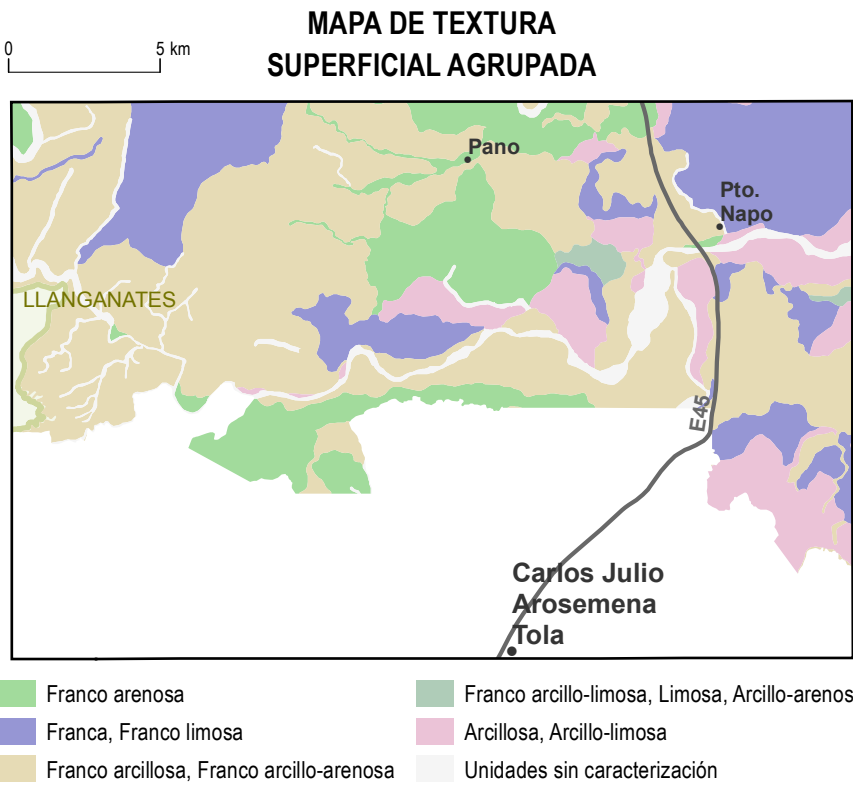 MAPA DE TEXTURA
SUPERFICIAL AGRUPADA
0 5 km
Pano
Pto.
Napo
LLANGANATES
E45
Carlos Julio
Arosemena
Tola
Franco arenosa
Franca, Franco limosa
Franco arcillosa, Franco arcillo-arenosa
Franco arcillo-limosa, Limosa, Arcillo-arenos
Arcillosa, Arcillo-limosa
Unidades sin caracterización